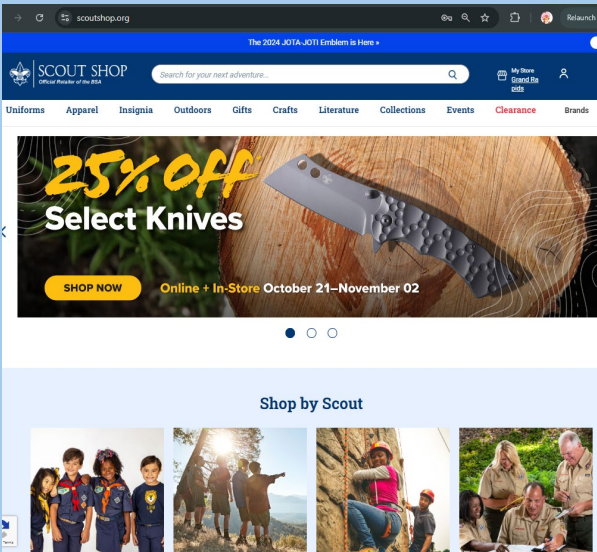 scoutshop.org
Relaunch
The 2024 JOTA-JOTI Emblem is Here »
SCOUT SHOP
Official Retailer of the BSA
Search for your next adventure...
My Store
Grand Ra
pids
Uniforms Apparel Insignia Outdoors Gifts Crafts Literature Collections Events Clearance Brands
25% Off
Select Knives
SHOP NOW
Online + In-Store October 21–November 02
Shop by Scout